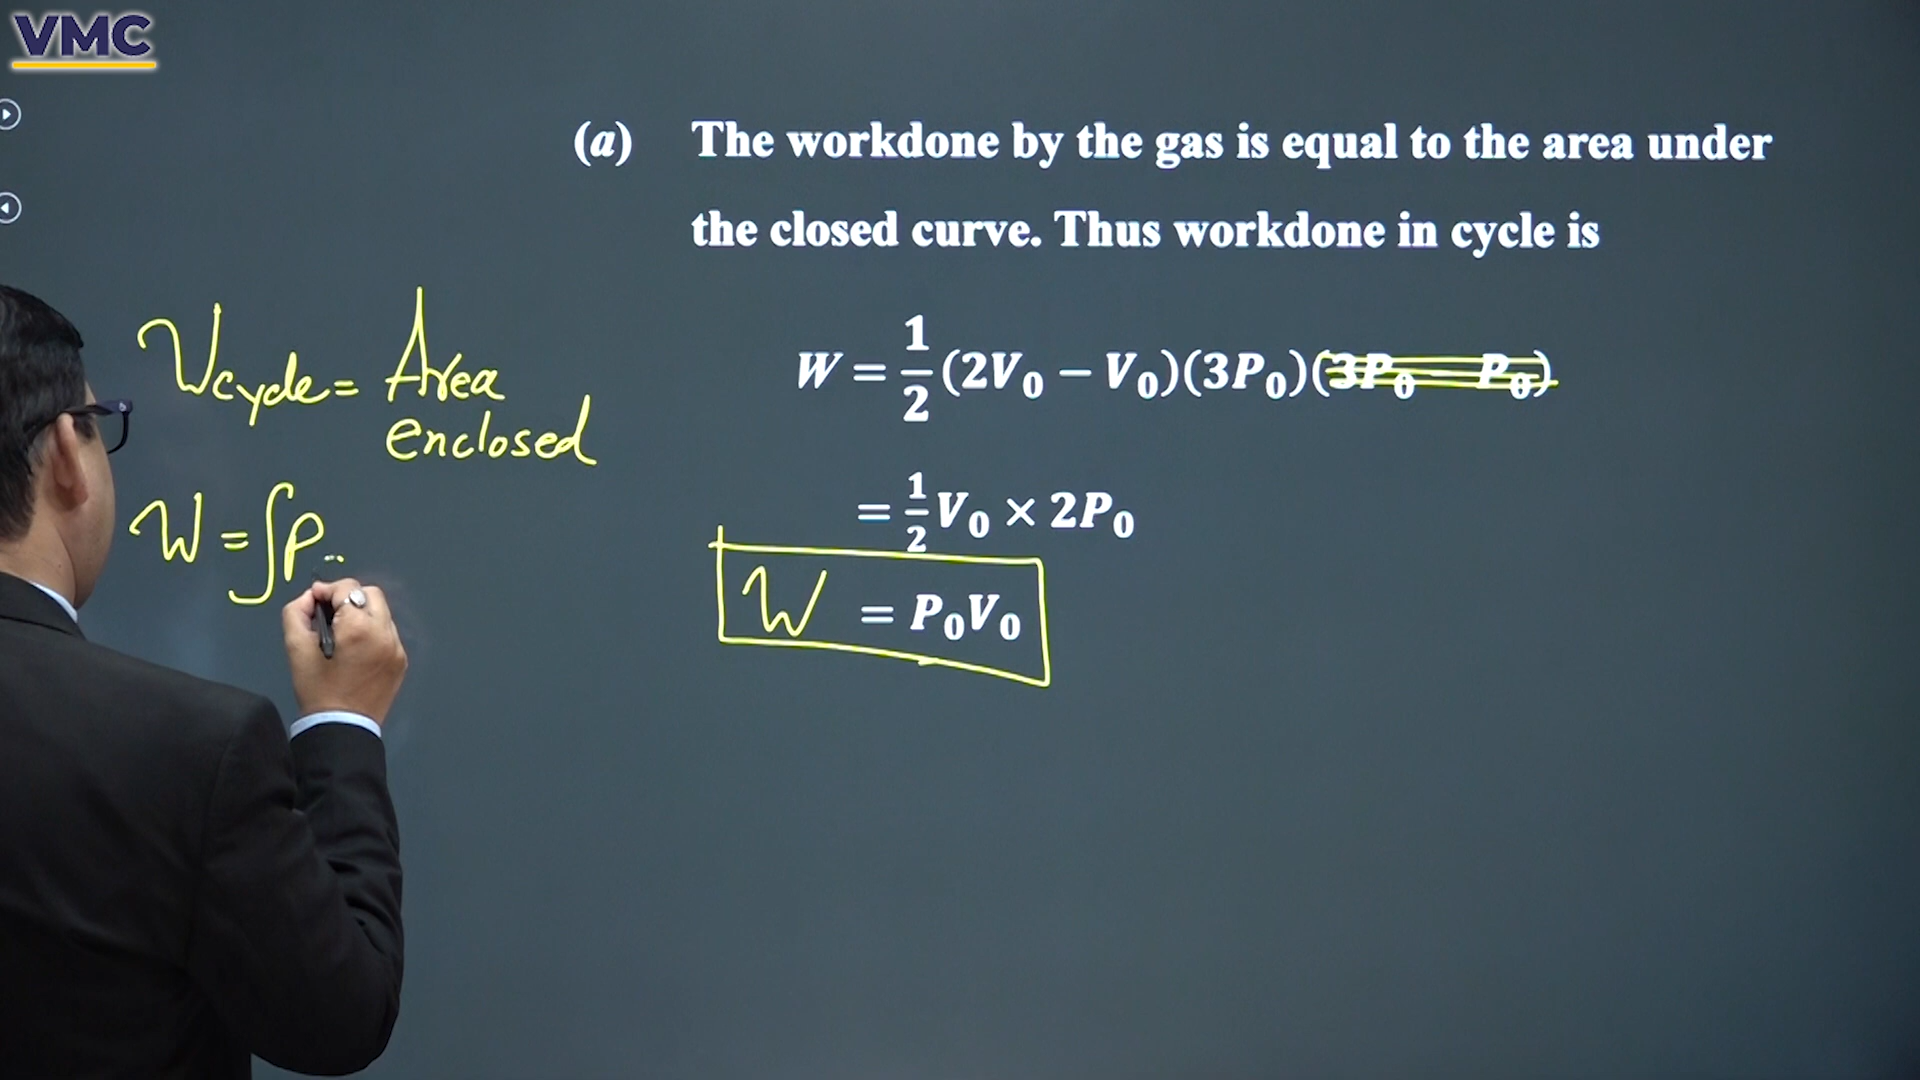 VMC
(a) The workdone by the gas is equal to the area under
the closed curve. Thus workdone in cycle is
Wcycle = Area
enclosed
W = ∫P
W = 1/2 (2V₀ − V₀)(3P₀)(3P₀ − P₀)
= 1/2 V₀ × 2P₀
W = P₀V₀